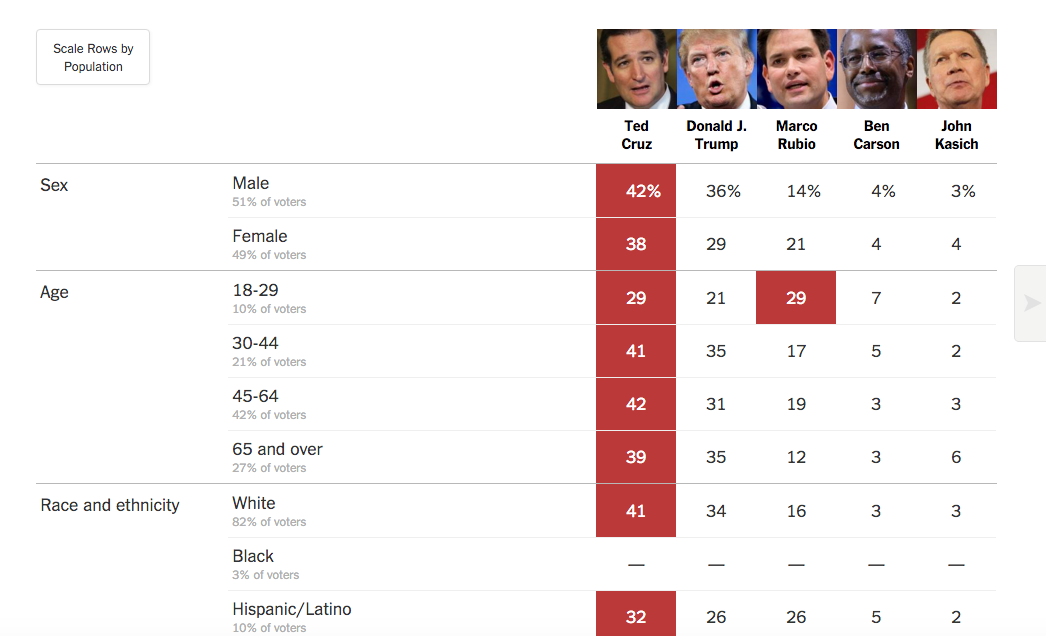 Scale Rows by
Population
Ted Cruz
Donald J. Trump
Marco Rubio
Ben Carson
John Kasich
Sex
Male 42% 36% 14% 4% 3%
51% of voters
Female 38 29 21 4 4
49% of voters
Age
18-29 29 21 29 7 2
10% of voters
30-44 41 35 17 5 2
21% of voters
45-64 42 31 19 3 3
42% of voters
65 and over 39 35 12 3 6
27% of voters
Race and ethnicity
White 41 34 16 3 3
82% of voters
Black — — — — —
3% of voters
Hispanic/Latino 32 26 26 5 2
10% of voters